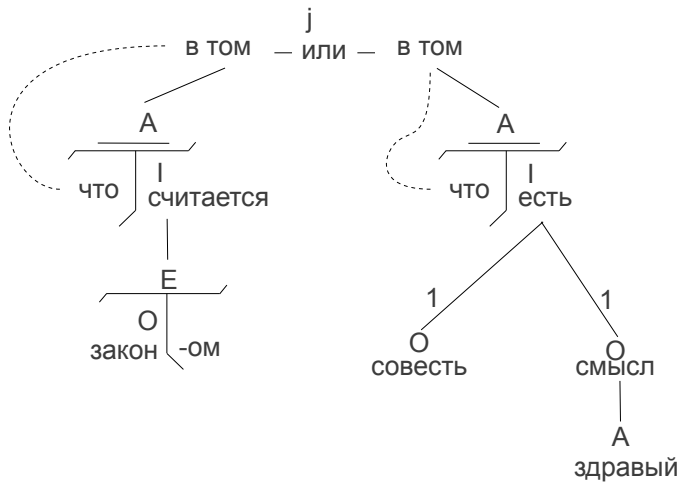 j
в том — или — в том
А А
I I
что считается что есть
Е
1 1
О
закон -ом
О О
совесть смысл
А
здравый